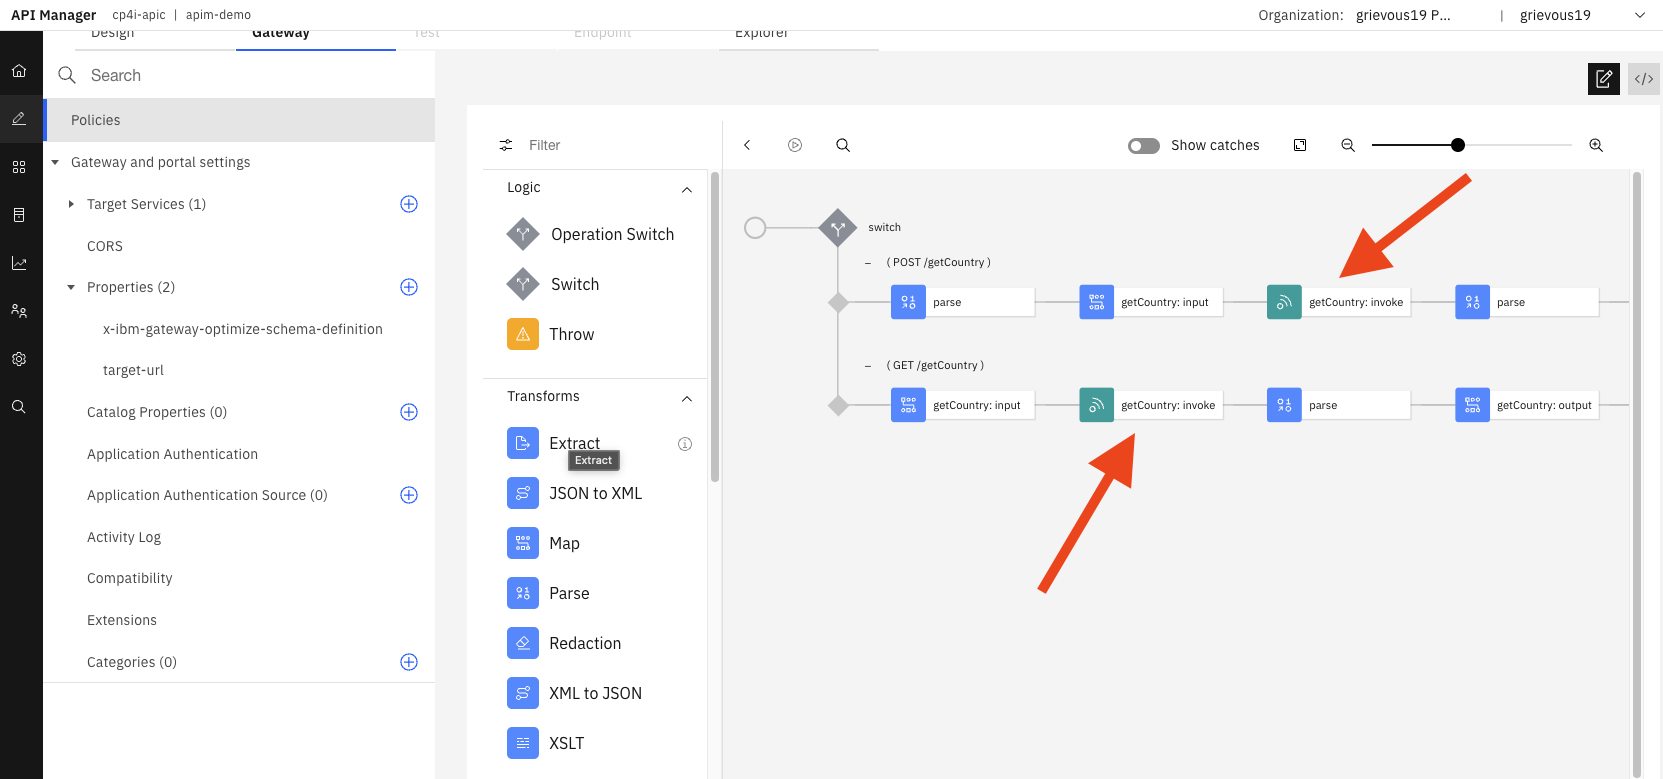 API Manager cp4i-apic | apim-demo Organization: grievous19 P... | grievous19
Design Gateway Test Endpoint Explorer
Search
</>
Policies
Gateway and portal settings
Target Services (1)
CORS
Properties (2)
x-ibm-gateway-optimize-schema-definition
target-url
Catalog Properties (0)
Application Authentication
Application Authentication Source (0)
Activity Log
Compatibility
Extensions
Categories (0)
Filter
Logic
Operation Switch
Switch
Throw
Transforms
Extract
Extract
JSON to XML
Map
Parse
Redaction
XML to JSON
XSLT
Show catches
switch
– ( POST /getCountry )
parse getCountry: input getCountry: invoke parse
– ( GET /getCountry )
getCountry: input getCountry: invoke parse getCountry: output